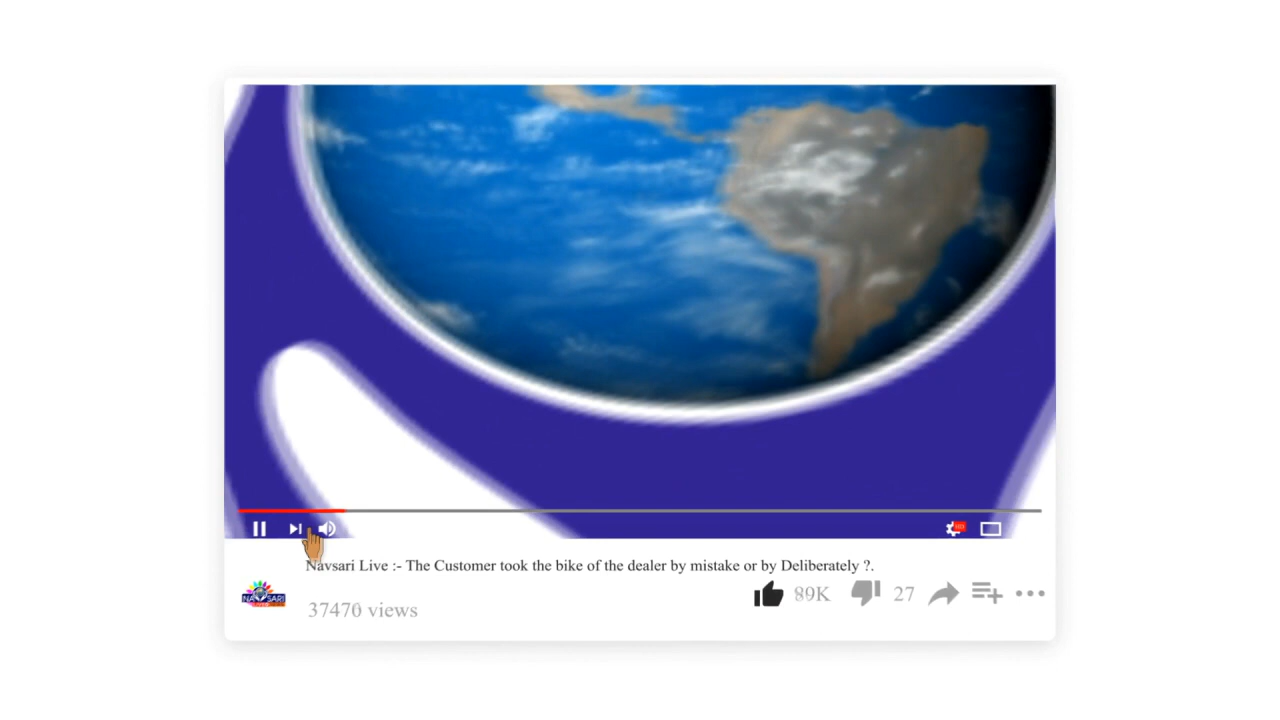 Navsari Live :- The Customer took the bike of the dealer by mistake or by Deliberately ?.
NAVSARI
37470 views
89K
27